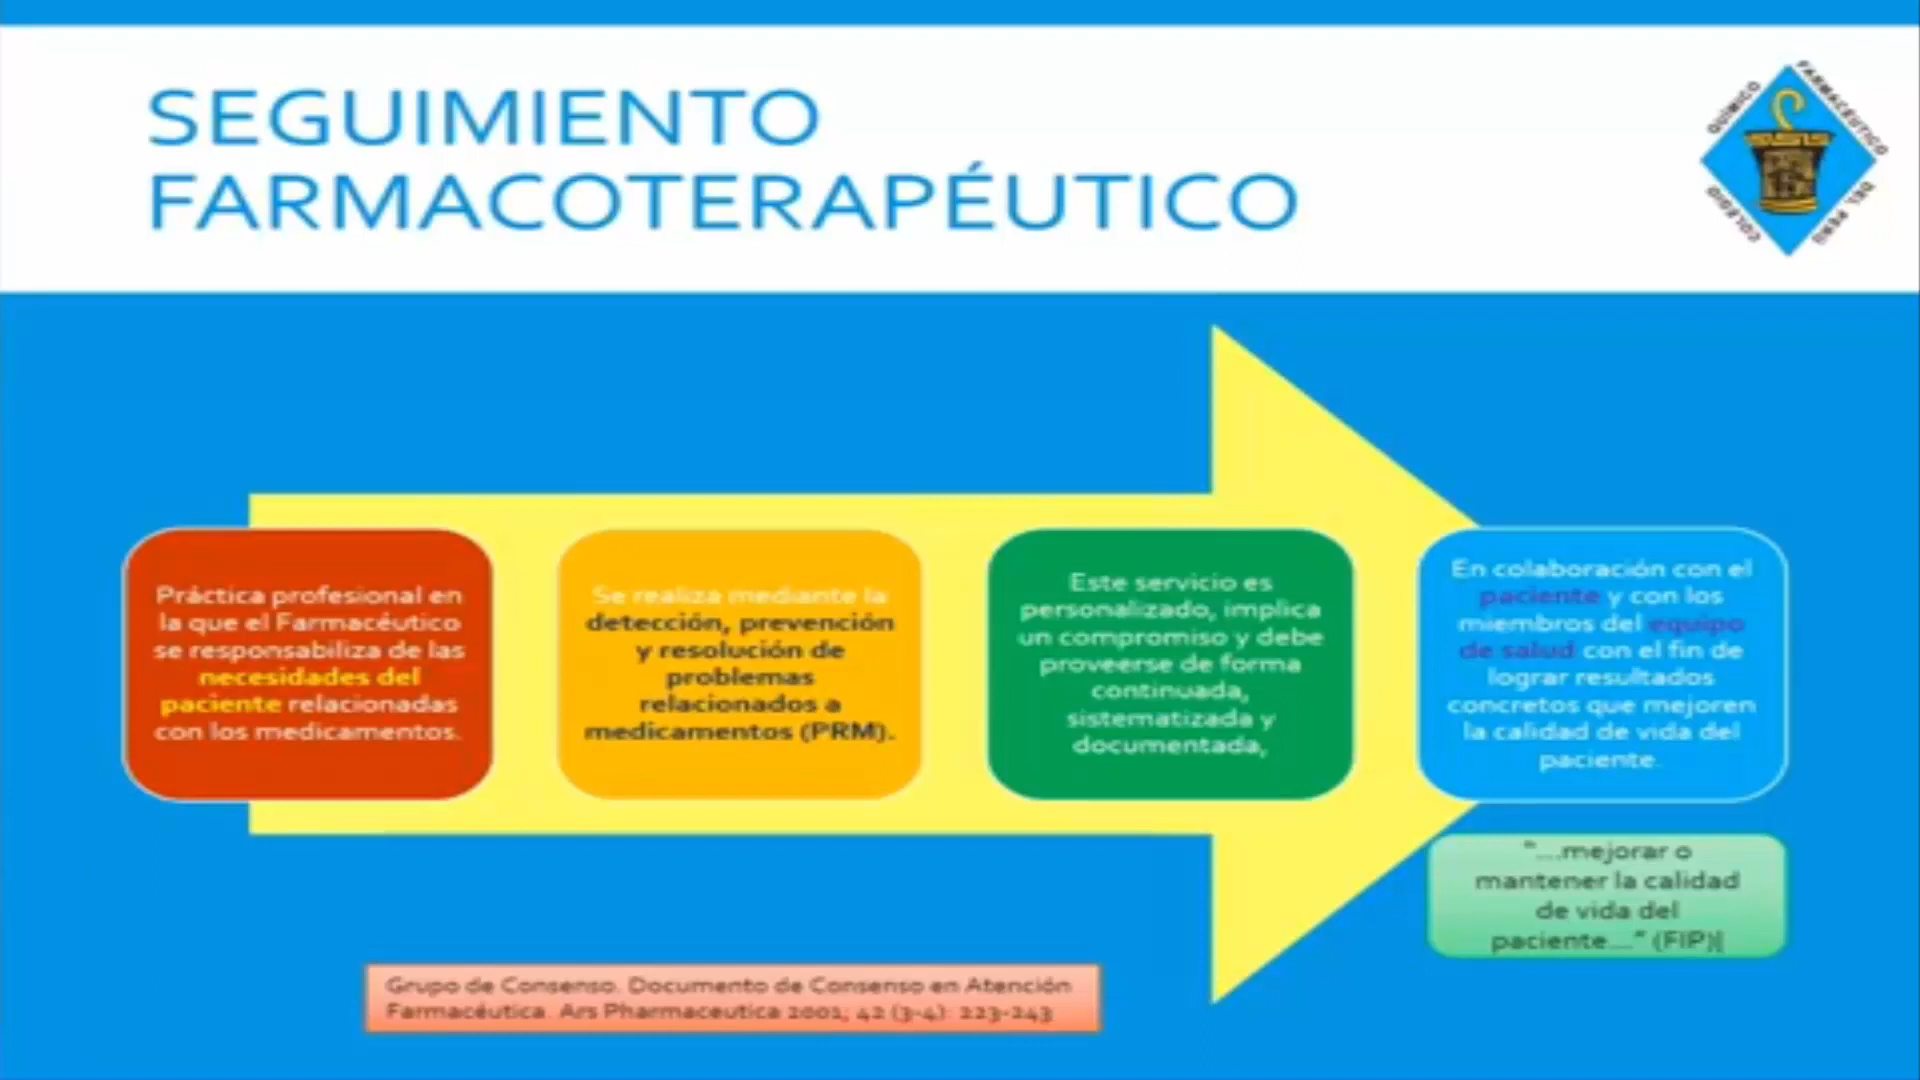 SEGUIMIENTO
FARMACOTERAPÉUTICO
QUÍMICO
FARMACÉUTICO
COLEGIO
DEL PERÚ
Práctica profesional en
la que el Farmacéutico
se responsabiliza de las
necesidades del
paciente relacionadas
con los medicamentos.
Se realiza mediante la
detección, prevención
y resolución de
problemas
relacionados a
medicamentos (PRM).
Este servicio es
personalizado, implica
un compromiso y debe
proveerse de forma
continuada,
sistematizada y
documentada,
En colaboración con el
paciente y con los
miembros del equipo
de salud con el fin de
lograr resultados
concretos que mejoren
la calidad de vida del
paciente.
“...mejorar o
mantener la calidad
de vida del
paciente...” (FIP)[
Grupo de Consenso. Documento de Consenso en Atención
Farmacéutica. Ars Pharmaceutica 2001; 42 (3-4): 223-243